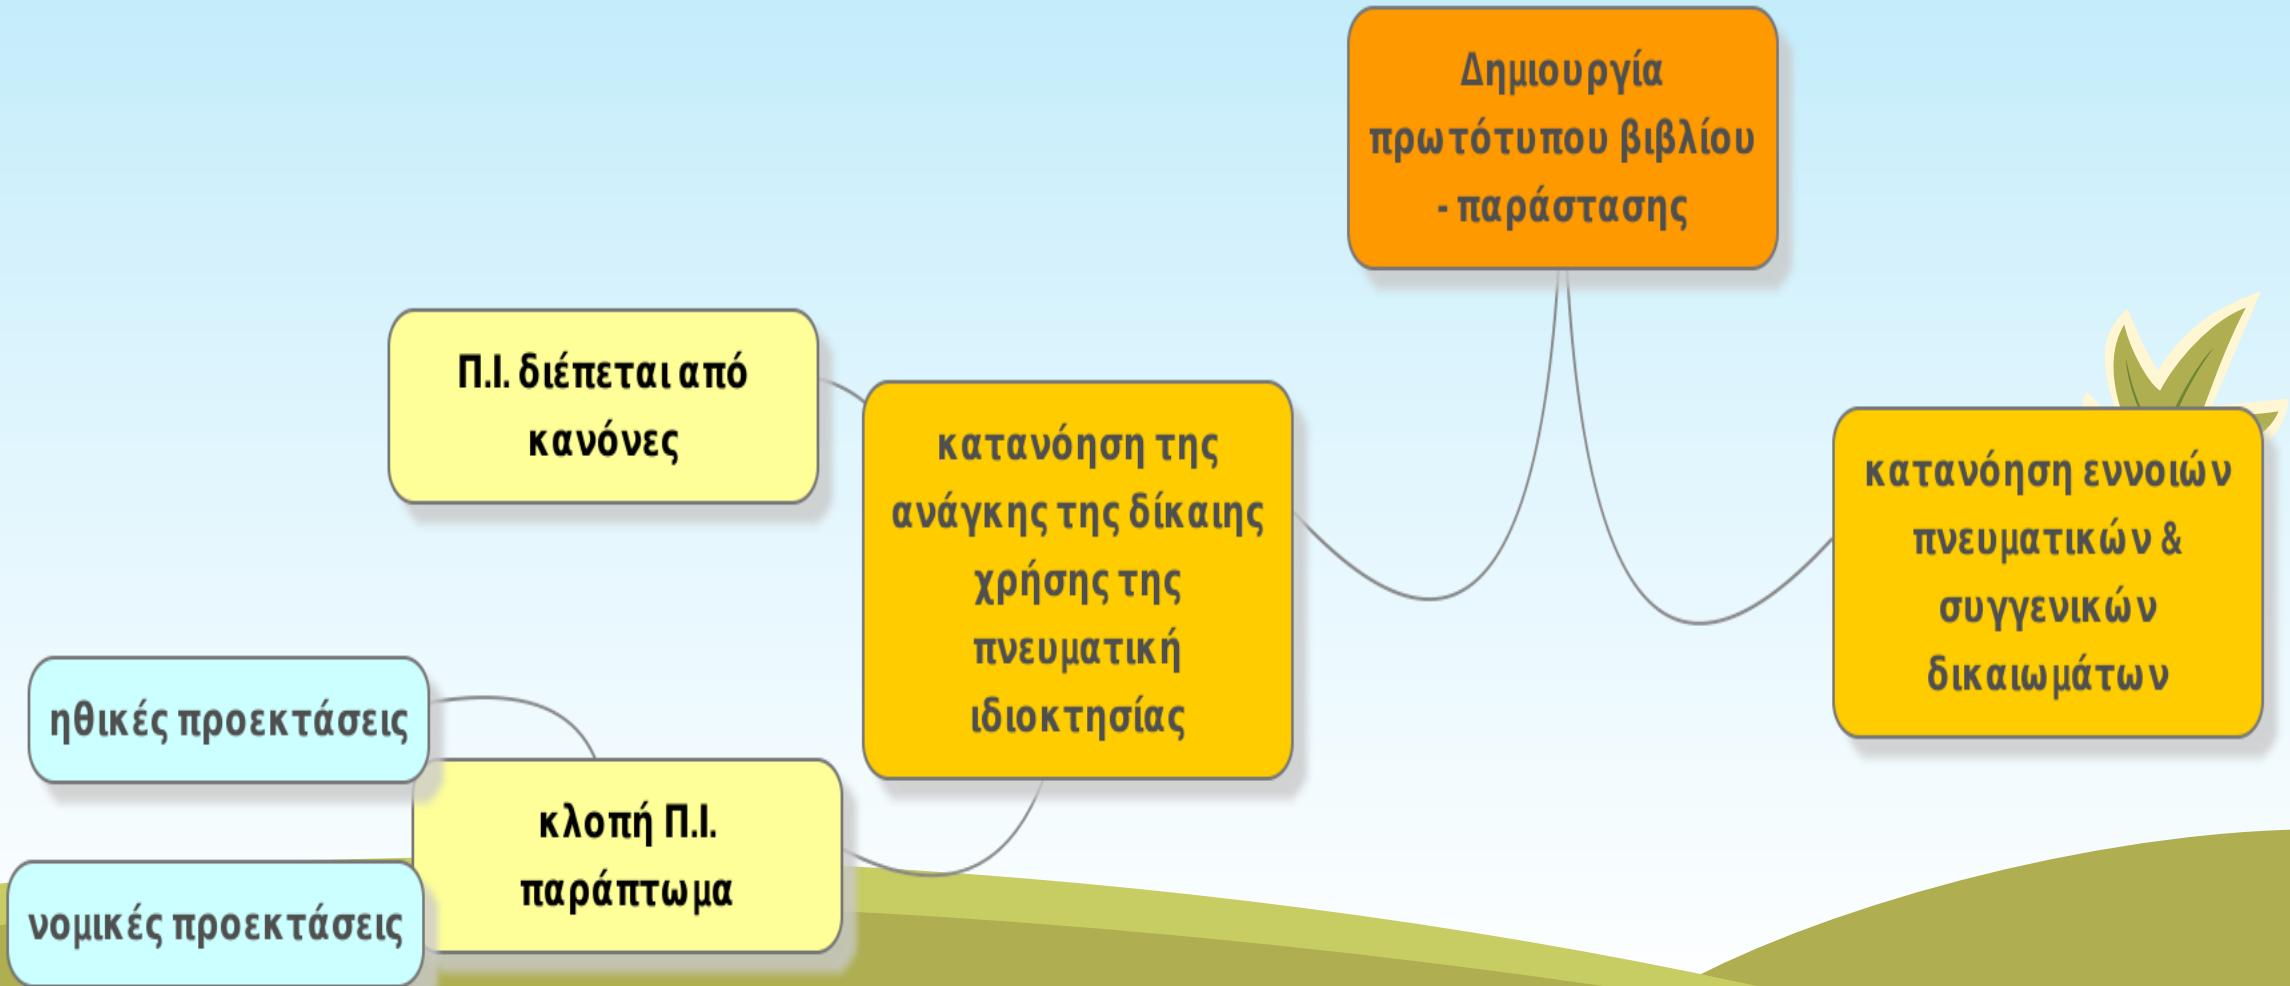 Δημιουργία
πρωτότυπου βιβλίου
- παράστασης
Π.Ι. διέπεται από
κανόνες
κατανόηση της
ανάγκης της δίκαιης
χρήσης της
πνευματική
ιδιοκτησίας
κατανόηση εννοιών
πνευματικών &
συγγενικών
δικαιωμάτων
ηθικές προεκτάσεις
κλοπή Π.Ι.
παράπτωμα
νομικές προεκτάσεις